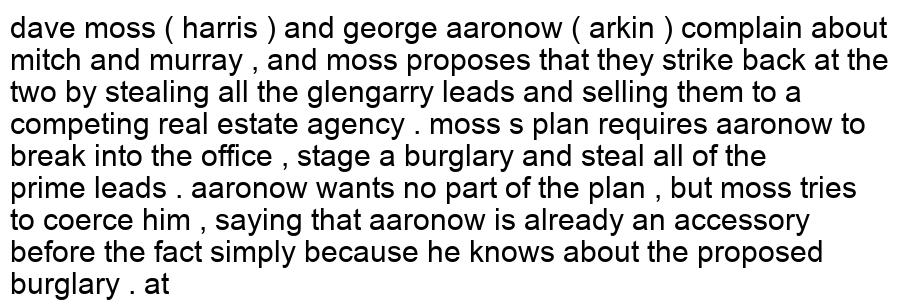 dave moss ( harris ) and george aaronow ( arkin ) complain about
mitch and murray , and moss proposes that they strike back at the
two by stealing all the glengarry leads and selling them to a
competing real estate agency . moss s plan requires aaronow to
break into the office , stage a burglary and steal all of the
prime leads . aaronow wants no part of the plan , but moss tries
to coerce him , saying that aaronow is already an accessory
before the fact simply because he knows about the proposed
burglary . at